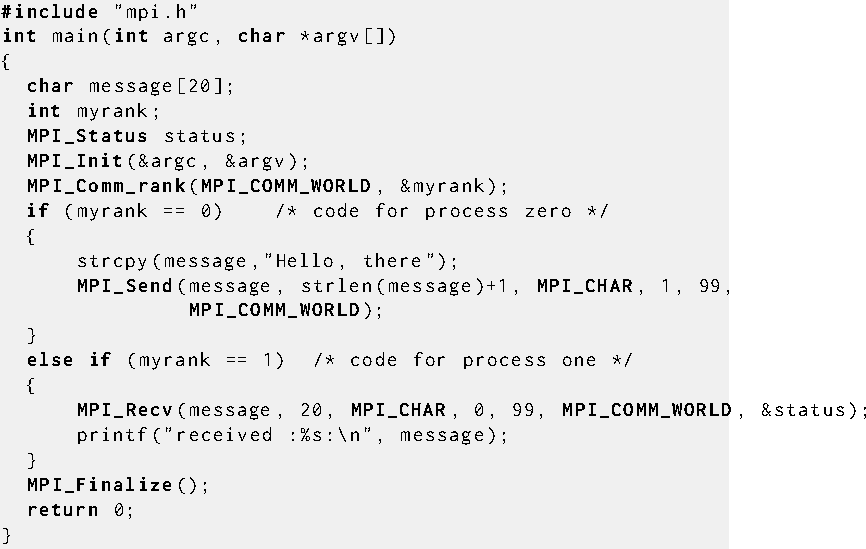 #include "mpi.h"
int main(int argc, char *argv[])
{
  char message[20];
  int myrank;
  MPI_Status status;
  MPI_Init(&argc, &argv);
  MPI_Comm_rank(MPI_COMM_WORLD, &myrank);
  if (myrank == 0)    /* code for process zero */
  {
      strcpy(message,"Hello, there");
      MPI_Send(message, strlen(message)+1, MPI_CHAR, 1, 99,
               MPI_COMM_WORLD);
  }
  else if (myrank == 1)  /* code for process one */
  {
      MPI_Recv(message, 20, MPI_CHAR, 0, 99, MPI_COMM_WORLD, &status);
      printf("received :%s:\n", message);
  }
  MPI_Finalize();
  return 0;
}